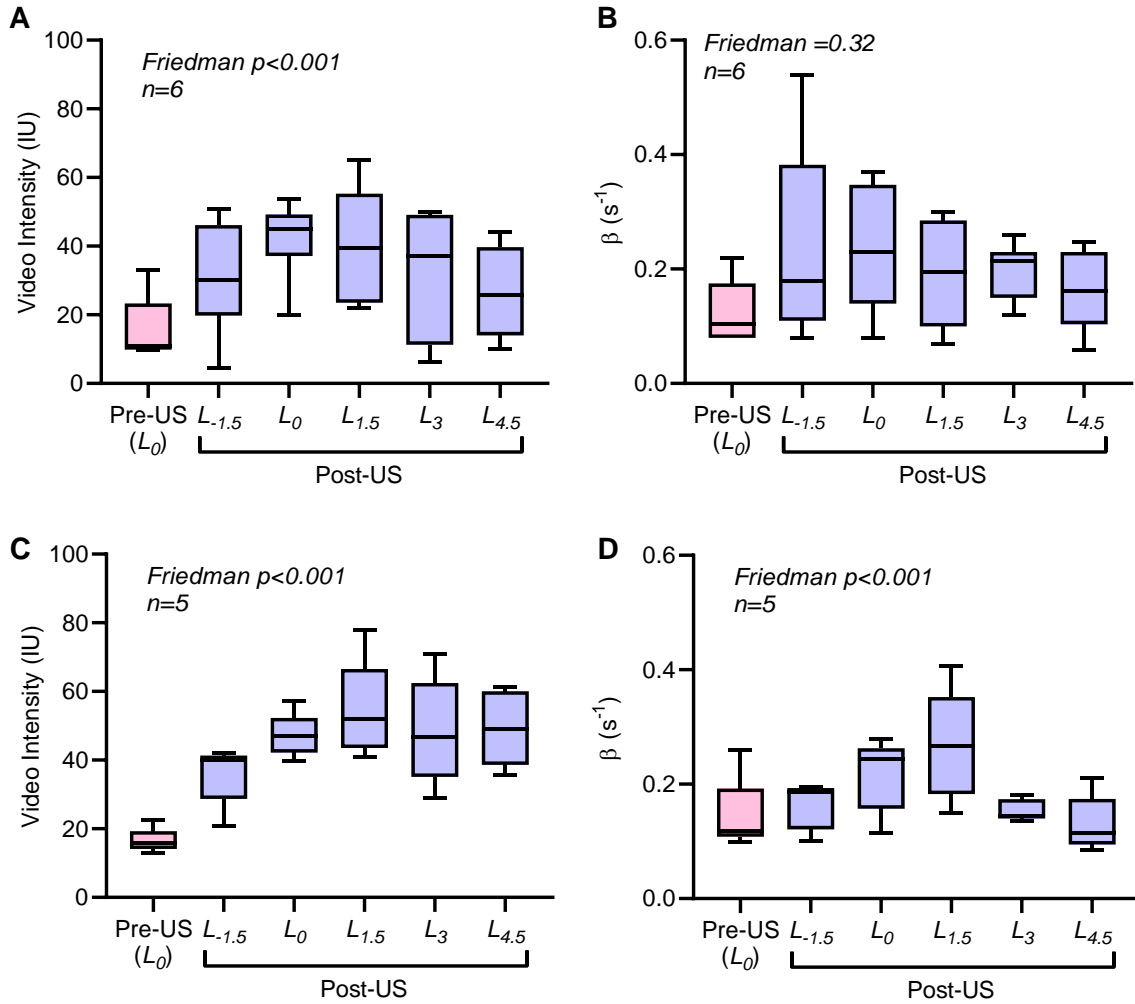 A
Friedman p<0.001
n=6
Video Intensity (IU)
100
80
60
40
20
0
Pre-US
(L0)
L-1.5
L0
L1.5
L3
L4.5
Post-US
B
Friedman =0.32
n=6
β (s-1)
0.6
0.4
0.2
0.0
Pre-US
(L0)
L-1.5
L0
L1.5
L3
L4.5
Post-US
C
Friedman p<0.001
n=5
Video Intensity (IU)
100
80
60
40
20
0
Pre-US
(L0)
L-1.5
L0
L1.5
L3
L4.5
Post-US
D
Friedman p<0.001
n=5
β (s-1)
0.6
0.4
0.2
0.0
Pre-US
(L0)
L-1.5
L0
L1.5
L3
L4.5
Post-US